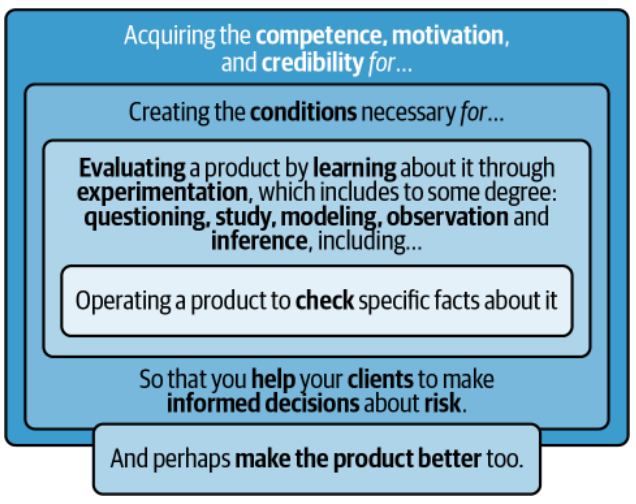 Acquiring the competence, motivation,
and credibility for...
Creating the conditions necessary for...
Evaluating a product by learning about it through
experimentation, which includes to some degree:
questioning, study, modeling, observation and
inference, including...
Operating a product to check specific facts about it
So that you help your clients to make
informed decisions about risk.
And perhaps make the product better too.